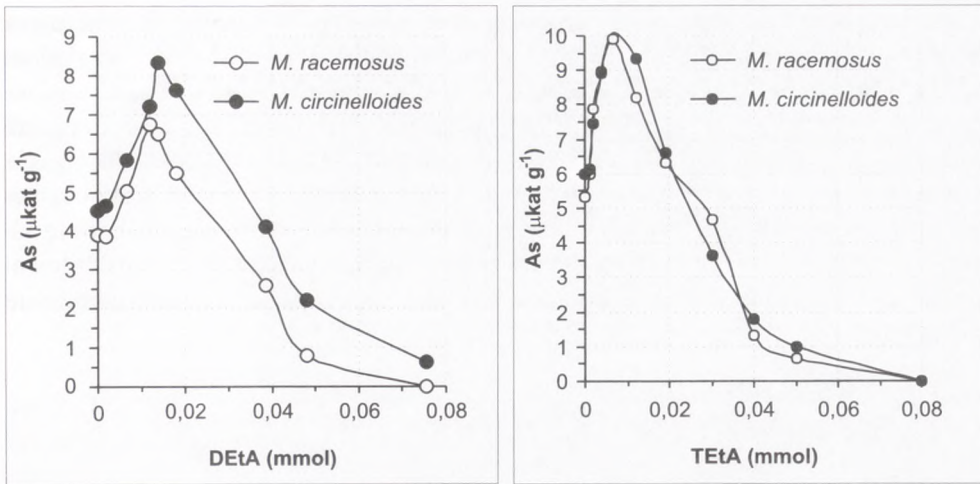 9
8
7
6
5
4
3
2
1
0
As (µkat g-1)
M. racemosus
M. circinelloides
0 0,02 0,04 0,06 0,08
DEtA (mmol)
10
9
8
7
6
5
4
3
2
1
0
As (µkat g-1)
M. racemosus
M. circinelloides
0 0,02 0,04 0,06 0,08
TEtA (mmol)